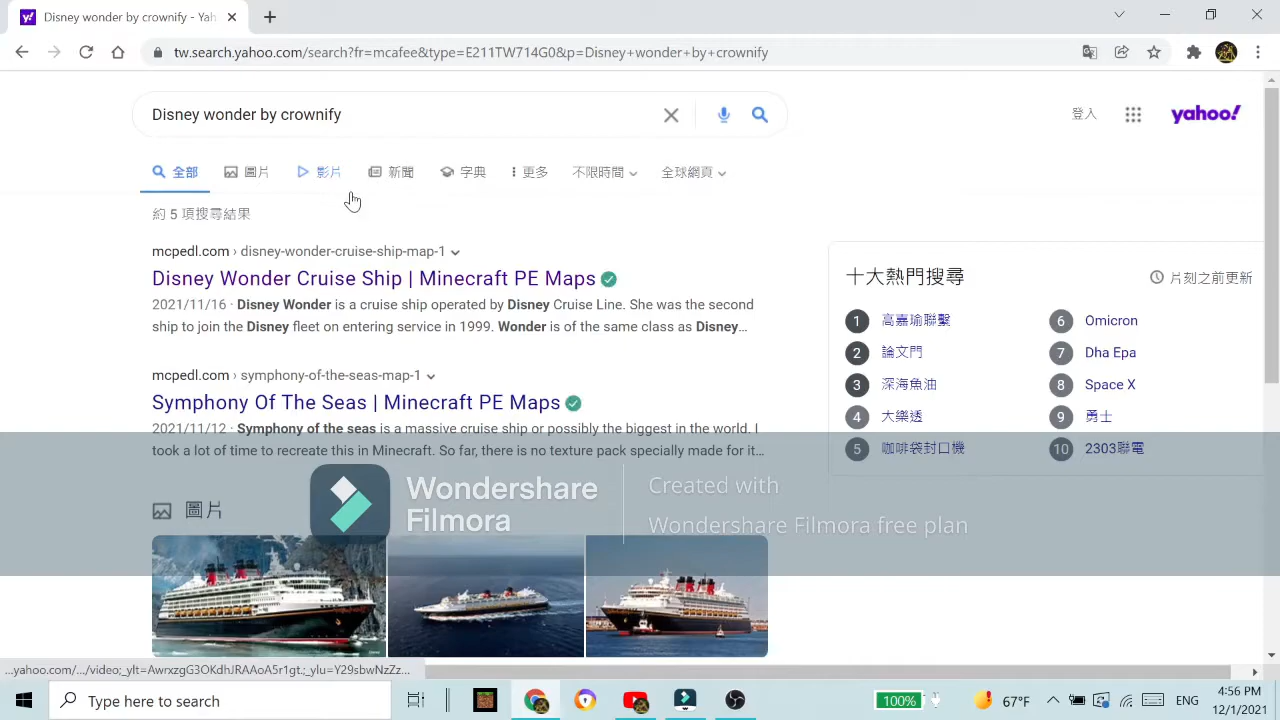 Disney wonder by crownify - Yah
tw.search.yahoo.com/search?fr=mcafee&type=E211TW714G0&p=Disney+wonder+by+crownify
Disney wonder by crownify
登入
yahoo!
全部 圖片 影片 新聞 字典 更多 不限時間 全球網頁
約 5 項搜尋結果
mcpedl.com › disney-wonder-cruise-ship-map-1
Disney Wonder Cruise Ship | Minecraft PE Maps
2021/11/16 · Disney Wonder is a cruise ship operated by Disney Cruise Line. She was the second
ship to join the Disney fleet on entering service in 1999. Wonder is of the same class as Disney...
mcpedl.com › symphony-of-the-seas-map-1
Symphony Of The Seas | Minecraft PE Maps
2021/11/12 · Symphony of the seas is a massive cruise ship or possibly the biggest in the world. I
took a lot of time to recreate this in Minecraft. So far, there is no texture pack specially made for it...
十大熱門搜尋
片刻之前更新
1 高嘉瑜聯繫
2 論文門
3 深海魚油
4 大樂透
5 咖啡袋封口機
6 Omicron
7 Dha Epa
8 Space X
9 勇士
10 2303聯電
圖片
Wondershare
Filmora
Created with
Wondershare Filmora free plan
...yahoo.com/.../video;_ylt=AwrxzgG3OKdhJRAAoA5r1gt.;_ylu=Y29sbwNzZz...
Type here to search
100%
67°F
ENG
4:56 PM
12/1/2021